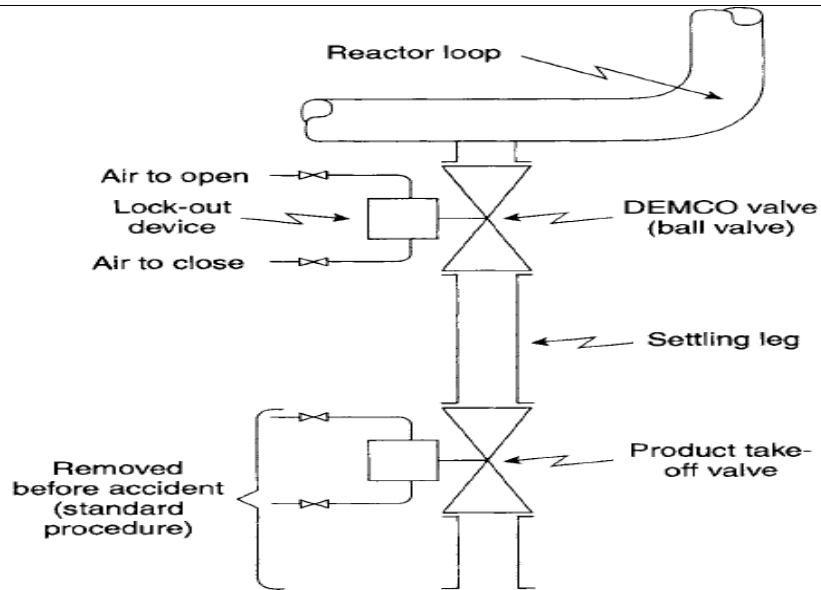 Reactor loop
Air to open
Lock-out
device
Air to close
DEMCO valve
(ball valve)
Settling leg
Product take-
off valve
Removed
before accident
(standard
procedure)